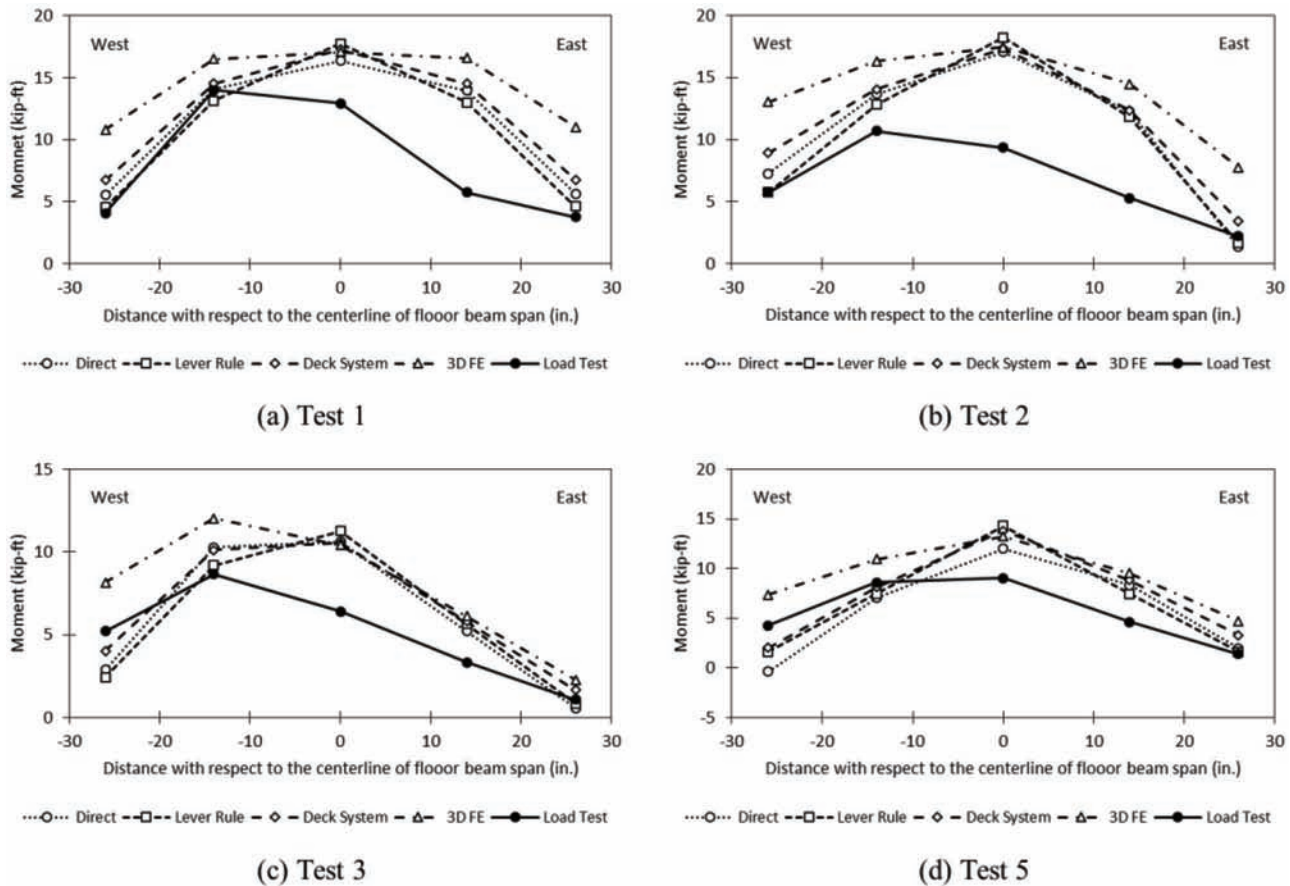 20
West
East
15
Momnet (kip-ft)
10
5
0
-30 -20 -10 0 10 20 30
Distance with respect to the centerline of flooor beam span (in.)
Direct Lever Rule Deck System 3D FE Load Test
(a) Test 1
20
West
East
15
Moment (kip-ft)
10
5
0
-30 -20 -10 0 10 20 30
Distance with respect to the centerline of flooor beam span (in.)
Direct Lever Rule Deck System 3D FE Load Test
(b) Test 2
15
West
East
10
Moment (kip-ft)
5
0
-30 -20 -10 0 10 20 30
Distance with respect to the centerline of flooor beam span (in.)
Direct Lever Rule Deck System 3D FE Load Test
(c) Test 3
20
West
East
15
10
Moment (kip-ft)
5
0
-5
-30 -20 -10 0 10 20 30
Distance with respect to the centerline of flooor beam span (in.)
Direct Lever Rule Deck System 3D FE Load Test
(d) Test 5